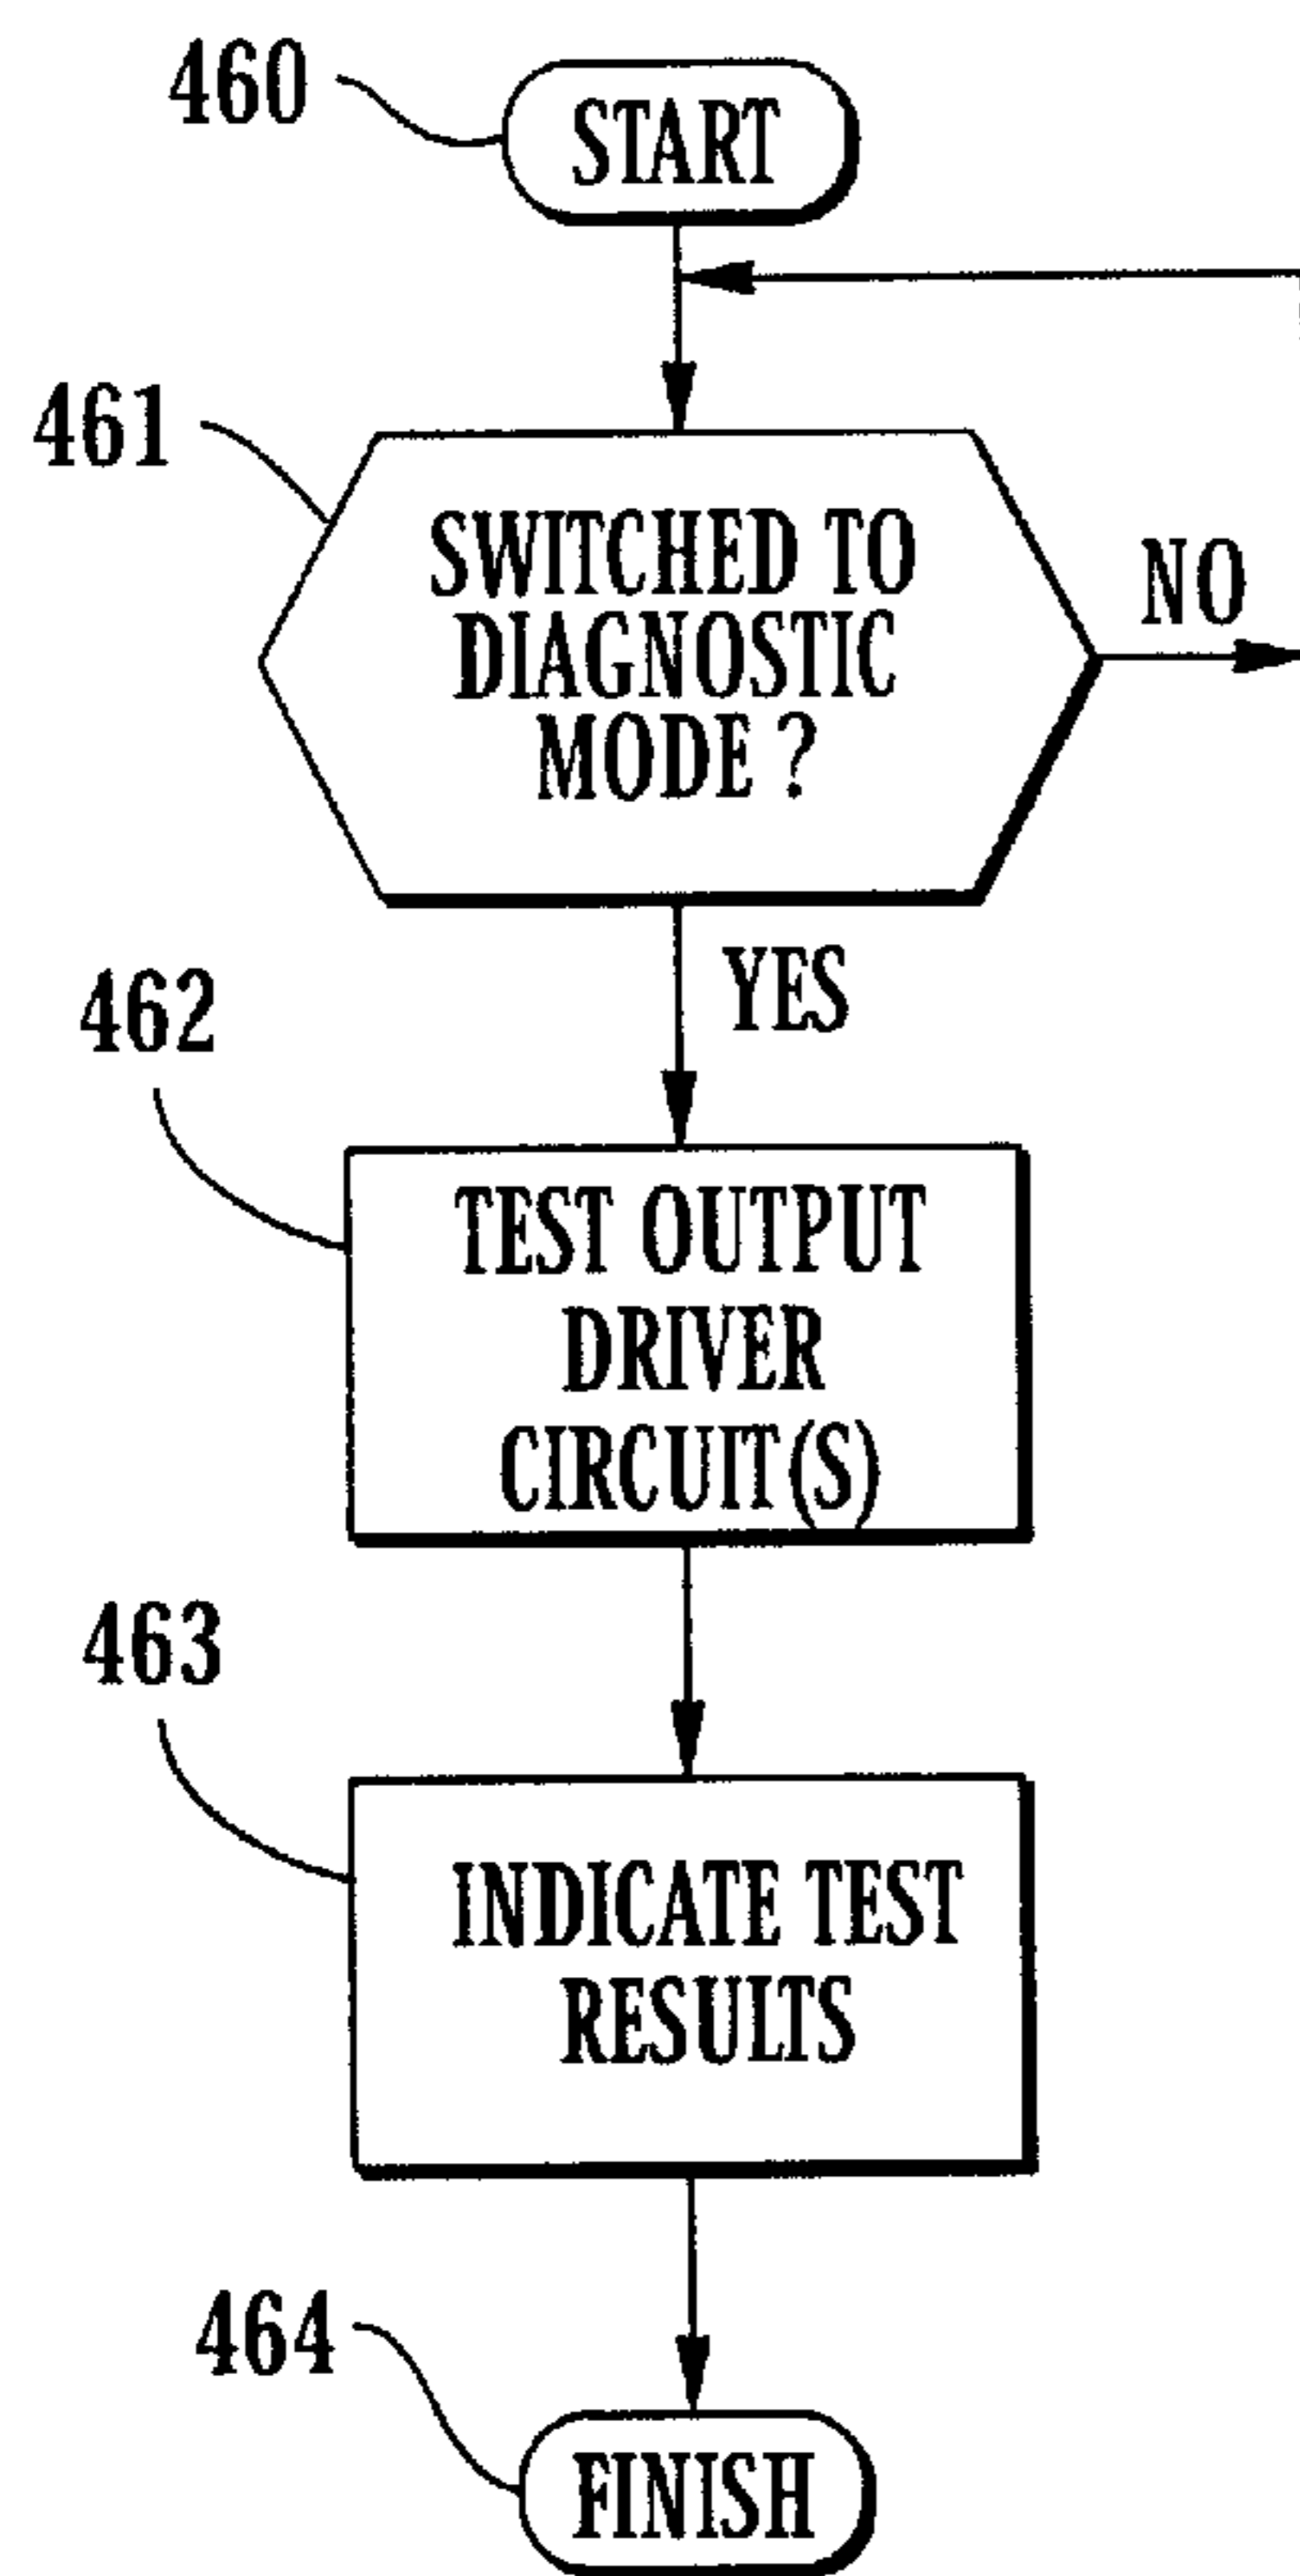 460
START
461
SWITCHED TO
DIAGNOSTIC
MODE ?
NO
YES
462
TEST OUTPUT
DRIVER
CIRCUIT(S)
463
INDICATE TEST
RESULTS
464
FINISH